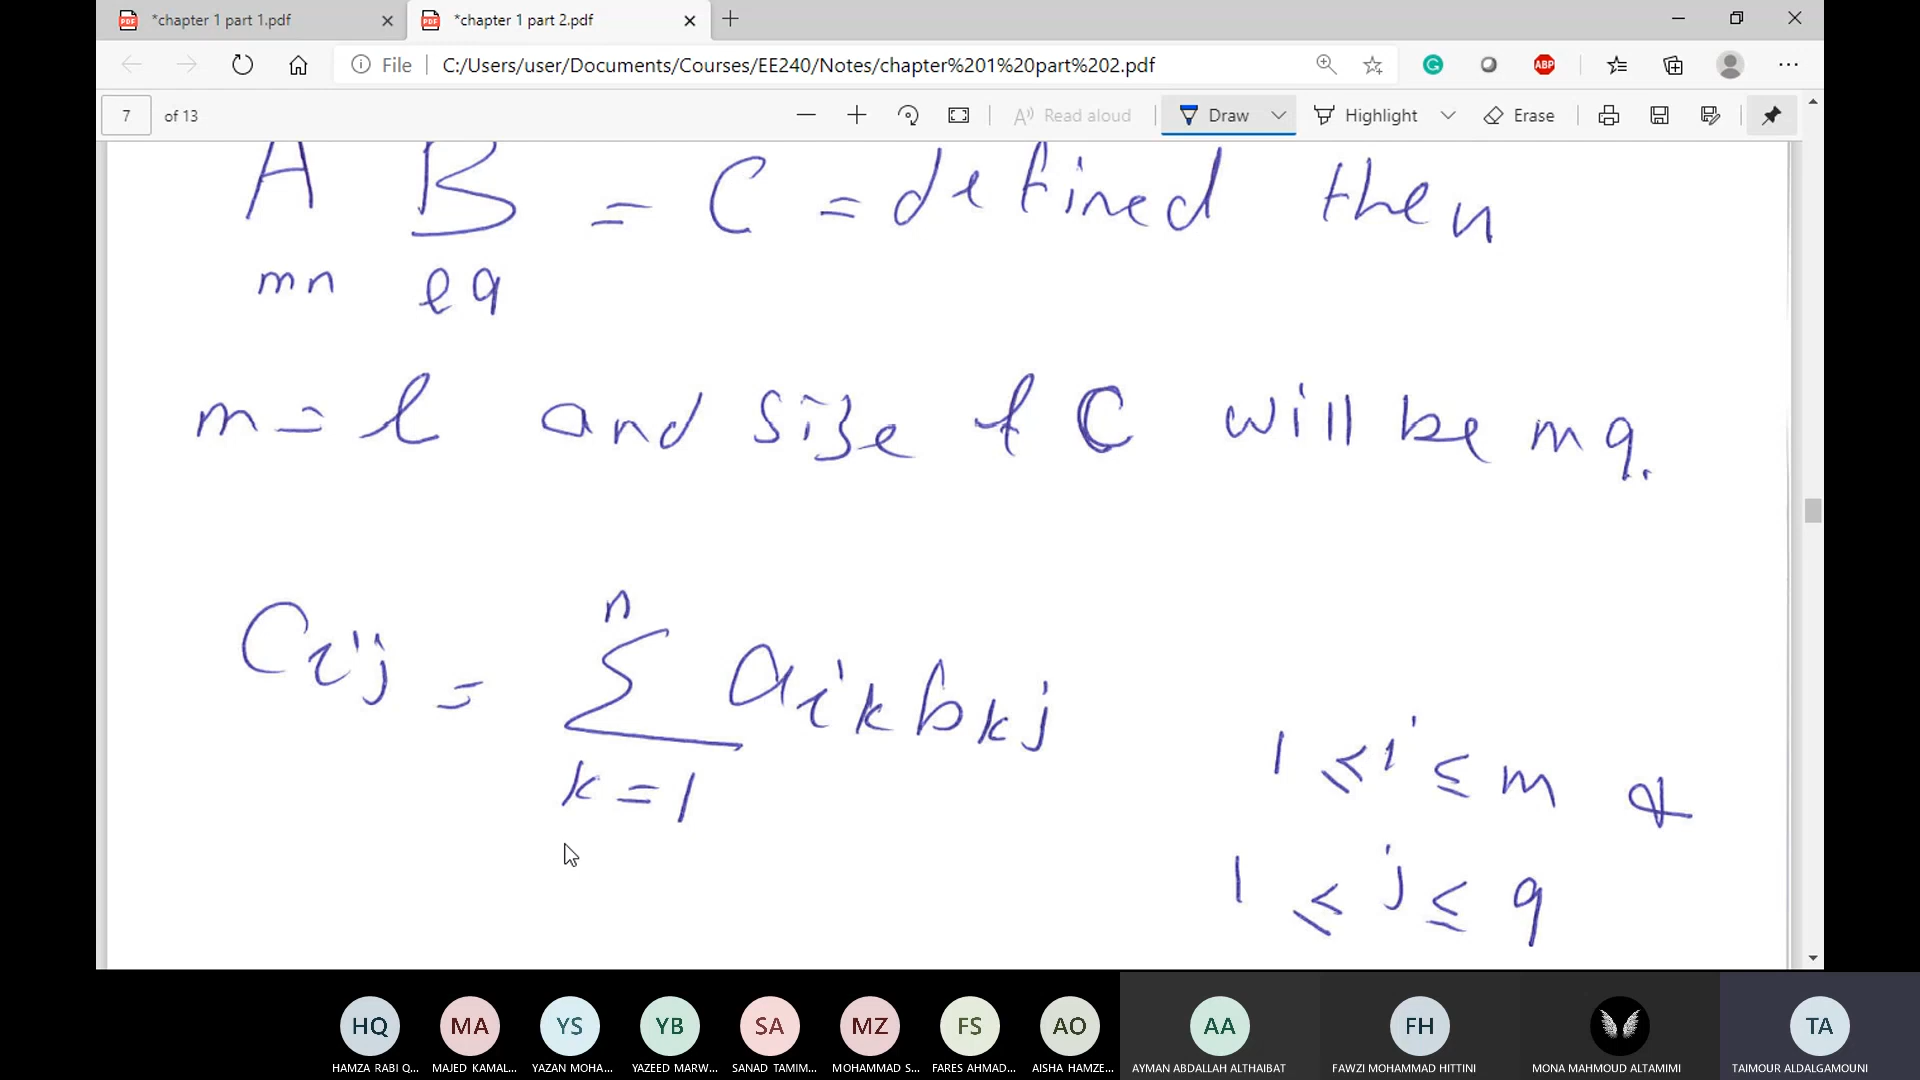 *chapter 1 part 1.pdf
*chapter 1 part 2.pdf
File C:/Users/user/Documents/Courses/EE240/Notes/chapter%201%20part%202.pdf
ABP
7 of 13
Read aloud
Draw
Highlight
Erase
A B = C = defined then
mn lq
m = l and size of C will be mq.
Cij = n∑k=1 aik bkj
1 ≤ i ≤ m &
1 ≤ j ≤ q
HQ MA YS YB SA MZ FS AO AA FH TA
HAMZA RABI Q... MAJED KAMAL... YAZAN MOHA... YAZEED MARW... SANAD TAMIM... MOHAMMAD S... FARES AHMAD... AISHA HAMZE... AYMAN ABDALLAH ALTHAIBAT FAWZI MOHAMMAD HITTINI MONA MAHMOUD ALTAMIMI TAIMOUR ALDALGAMOUNI